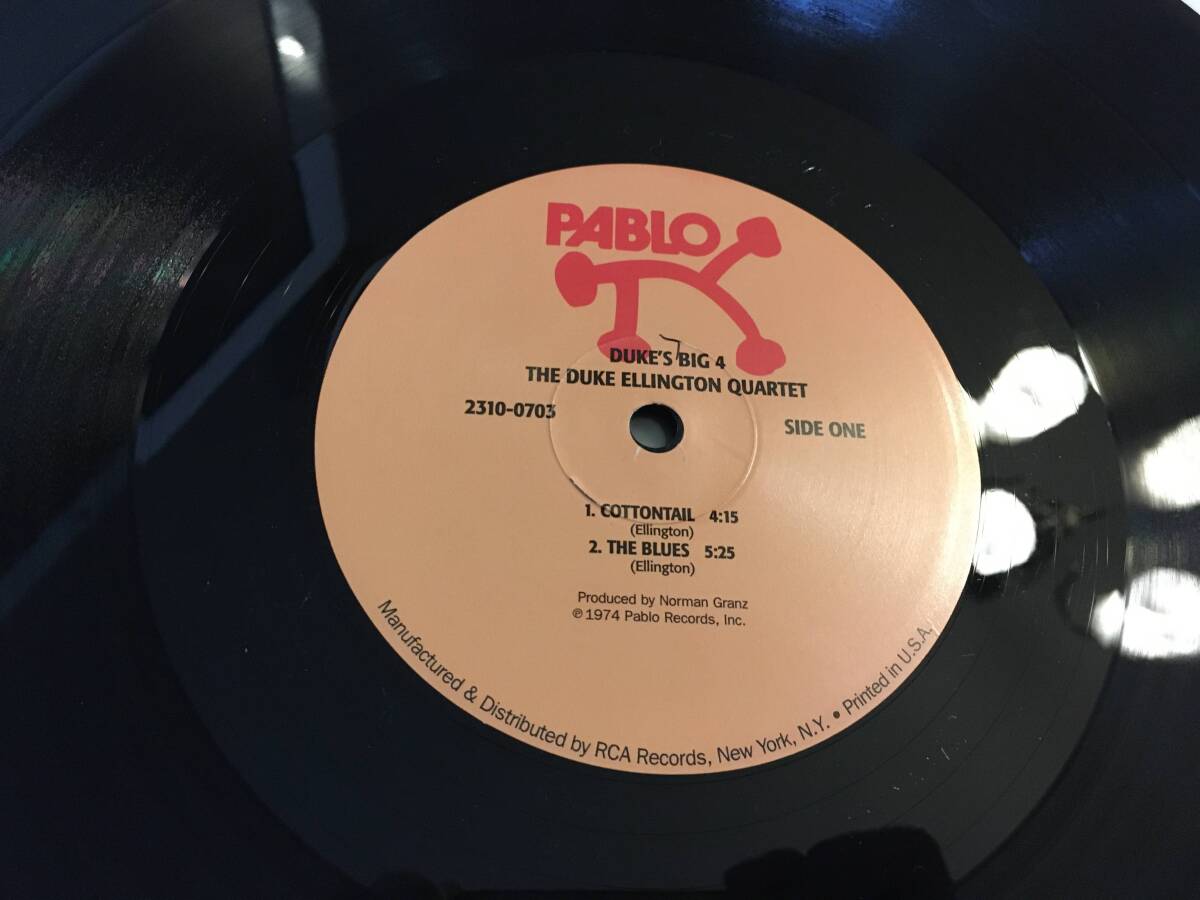 PABLO
DUKE'S BIG 4
THE DUKE ELLINGTON QUARTET
2310-0703
SIDE ONE
1. COTTONTAIL 4:15
(Ellington)
2. THE BLUES 5:25
(Ellington)
Produced by Norman Granz
℗ 1974 Pablo Records, Inc.
Manufactured & Distributed by RCA Records, New York, N.Y. • Printed in U.S.A.